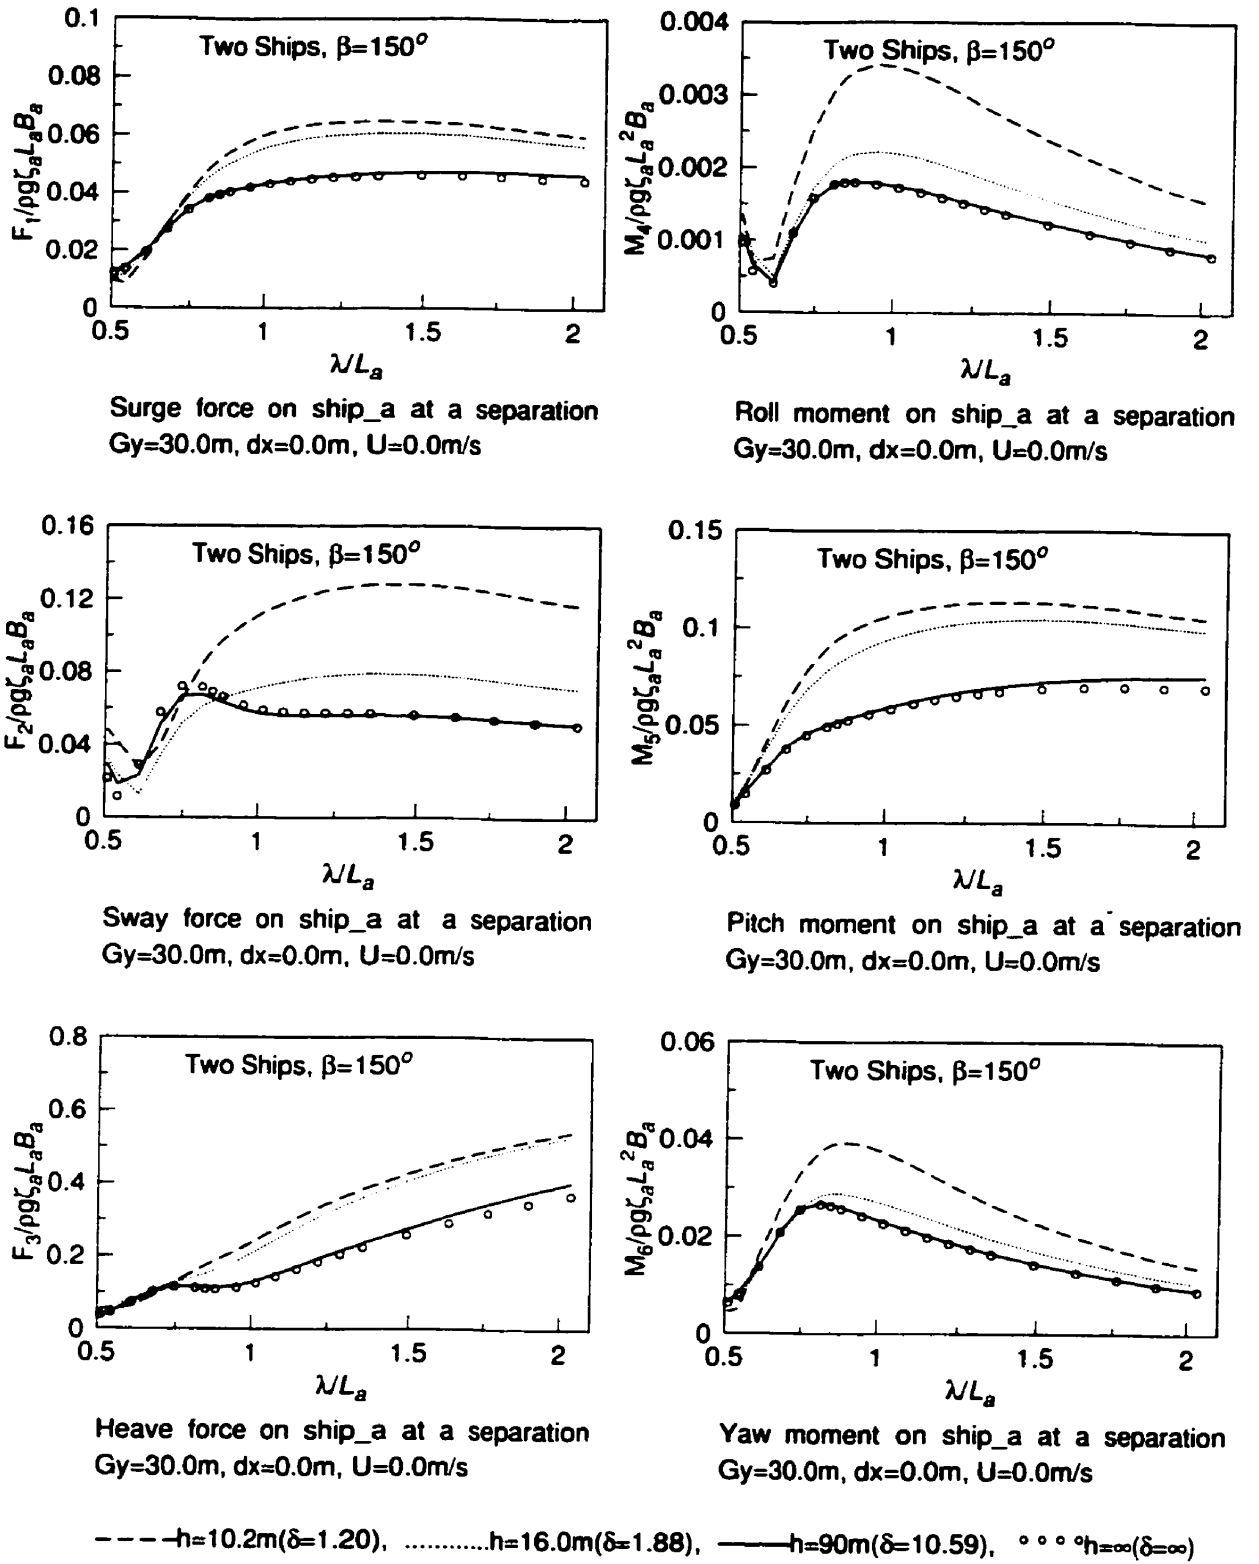 Two Ships, β=150°
F₁/ρgζₐLₐBₐ
0.1
0.08
0.06
0.04
0.02
0
0.5
1
1.5
2
λ/Lₐ
Surge force on ship_a at a separation
Gy=30.0m, dx=0.0m, U=0.0m/s
Two Ships, β=150°
M₄/ρgζₐLₐ²Bₐ
0.004
0.003
0.002
0.001
0
0.5
1
1.5
2
λ/Lₐ
Roll moment on ship_a at a separation
Gy=30.0m, dx=0.0m, U=0.0m/s
Two Ships, β=150°
F₂/ρgζₐLₐBₐ
0.16
0.12
0.08
0.04
0
0.5
1
1.5
2
λ/Lₐ
Sway force on ship_a at a separation
Gy=30.0m, dx=0.0m, U=0.0m/s
Two Ships, β=150°
M₅/ρgζₐLₐ²Bₐ
0.15
0.1
0.05
0
0.5
1
1.5
2
λ/Lₐ
Pitch moment on ship_a at a separation
Gy=30.0m, dx=0.0m, U=0.0m/s
Two Ships, β=150°
F₃/ρgζₐLₐBₐ
0.8
0.6
0.4
0.2
0
0.5
1
1.5
2
λ/Lₐ
Heave force on ship_a at a separation
Gy=30.0m, dx=0.0m, U=0.0m/s
Two Ships, β=150°
M₆/ρgζₐLₐ²Bₐ
0.06
0.04
0.02
0
0.5
1
1.5
2
λ/Lₐ
Yaw moment on ship_a at a separation
Gy=30.0m, dx=0.0m, U=0.0m/s
h=10.2m(δ=1.20), ............h=16.0m(δ=1.88), h=90m(δ=10.59), h=∞(δ=∞)